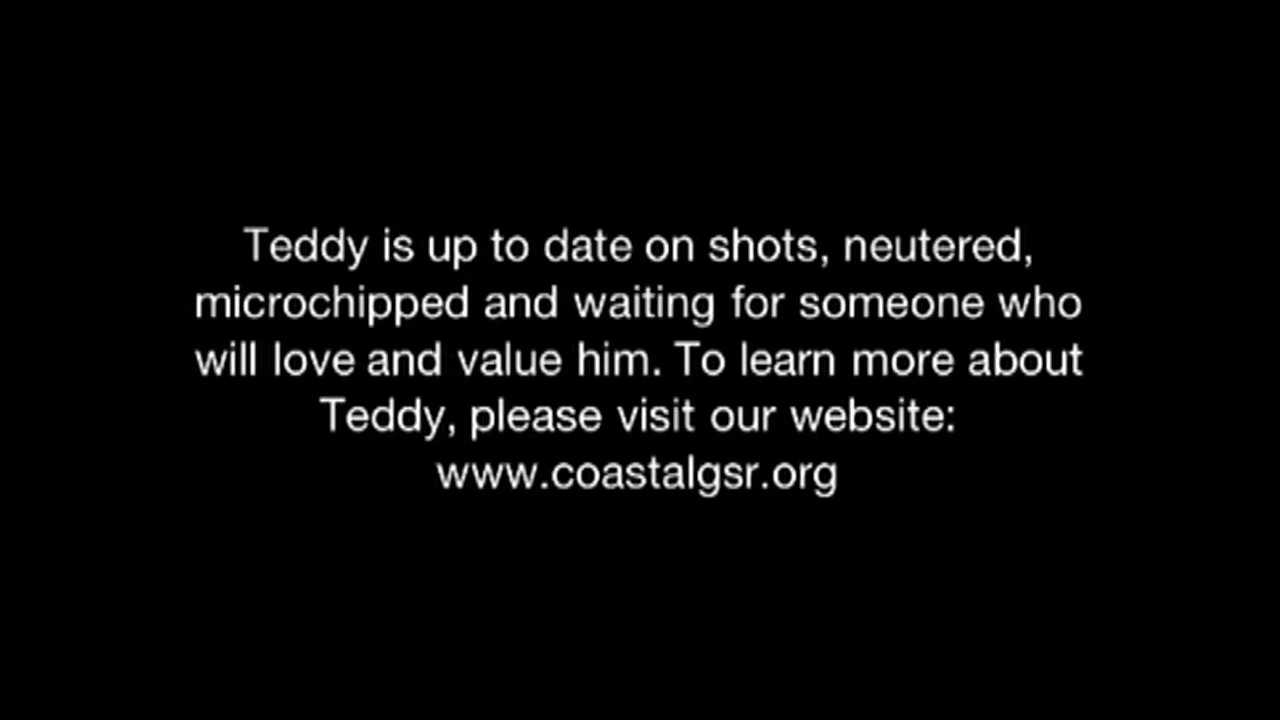 Teddy is up to date on shots, neutered,
microchipped and waiting for someone who
will love and value him. To learn more about
Teddy, please visit our website:
www.coastalgsr.org